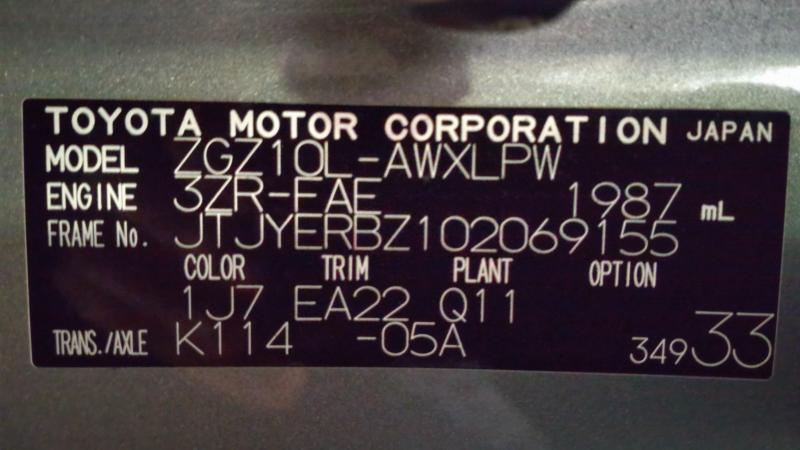 TOYOTA MOTOR CORPORATION JAPAN
MODEL ZGZ10L-AWXLPW
ENGINE 3ZR-FAE 1987 mL
FRAME No. JTJYERBZ102069155
COLOR TRIM PLANT OPTION
1J7 EA22 Q11
TRANS./AXLE K114 -05A 34933